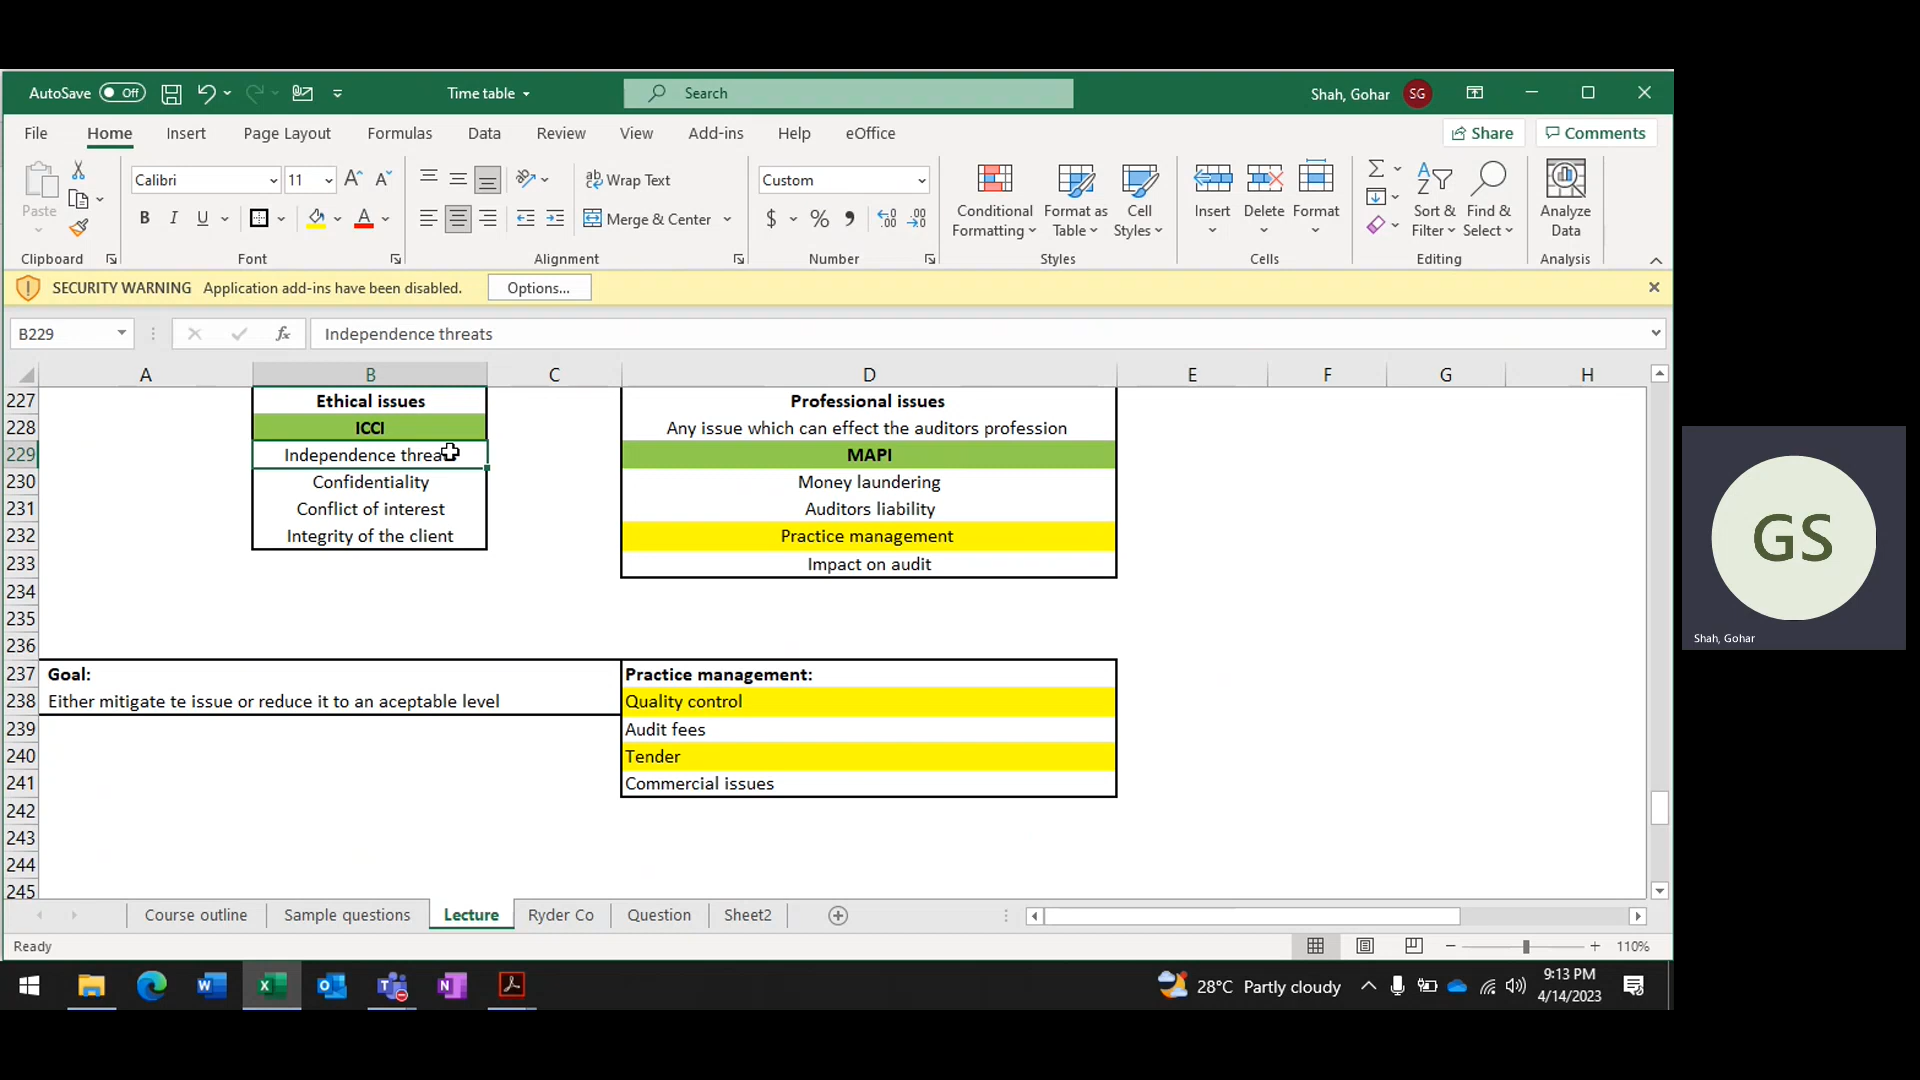 AutoSave Off Time table Search Shah, Gohar SG
File Home Insert Page Layout Formulas Data Review View Add-ins Help eOffice Share Comments
Paste Calibri 11 Wrap Text Custom
B I U Merge & Center $ % Conditional Formatting Format as Table Cell Styles Insert Delete Format Sort & Filter Find & Select Analyze Data
Clipboard Font Alignment Number Styles Cells Editing Analysis
SECURITY WARNING Application add-ins have been disabled. Options...
B229 fx Independence threats
A B C D E F G H
227 Ethical issues Professional issues
228 ICCI Any issue which can effect the auditors profession
229 Independence threats MAPI
230 Confidentiality Money laundering
231 Conflict of interest Auditors liability
232 Integrity of the client Practice management
233 Impact on audit
234
235
236
237 Goal: Practice management:
238 Either mitigate te issue or reduce it to an aceptable level Quality control
239 Audit fees
240 Tender
241 Commercial issues
242
243
244
245
Course outline Sample questions Lecture Ryder Co Question Sheet2
Ready 110%
28°C Partly cloudy 9:13 PM
4/14/2023
GS
Shah, Gohar